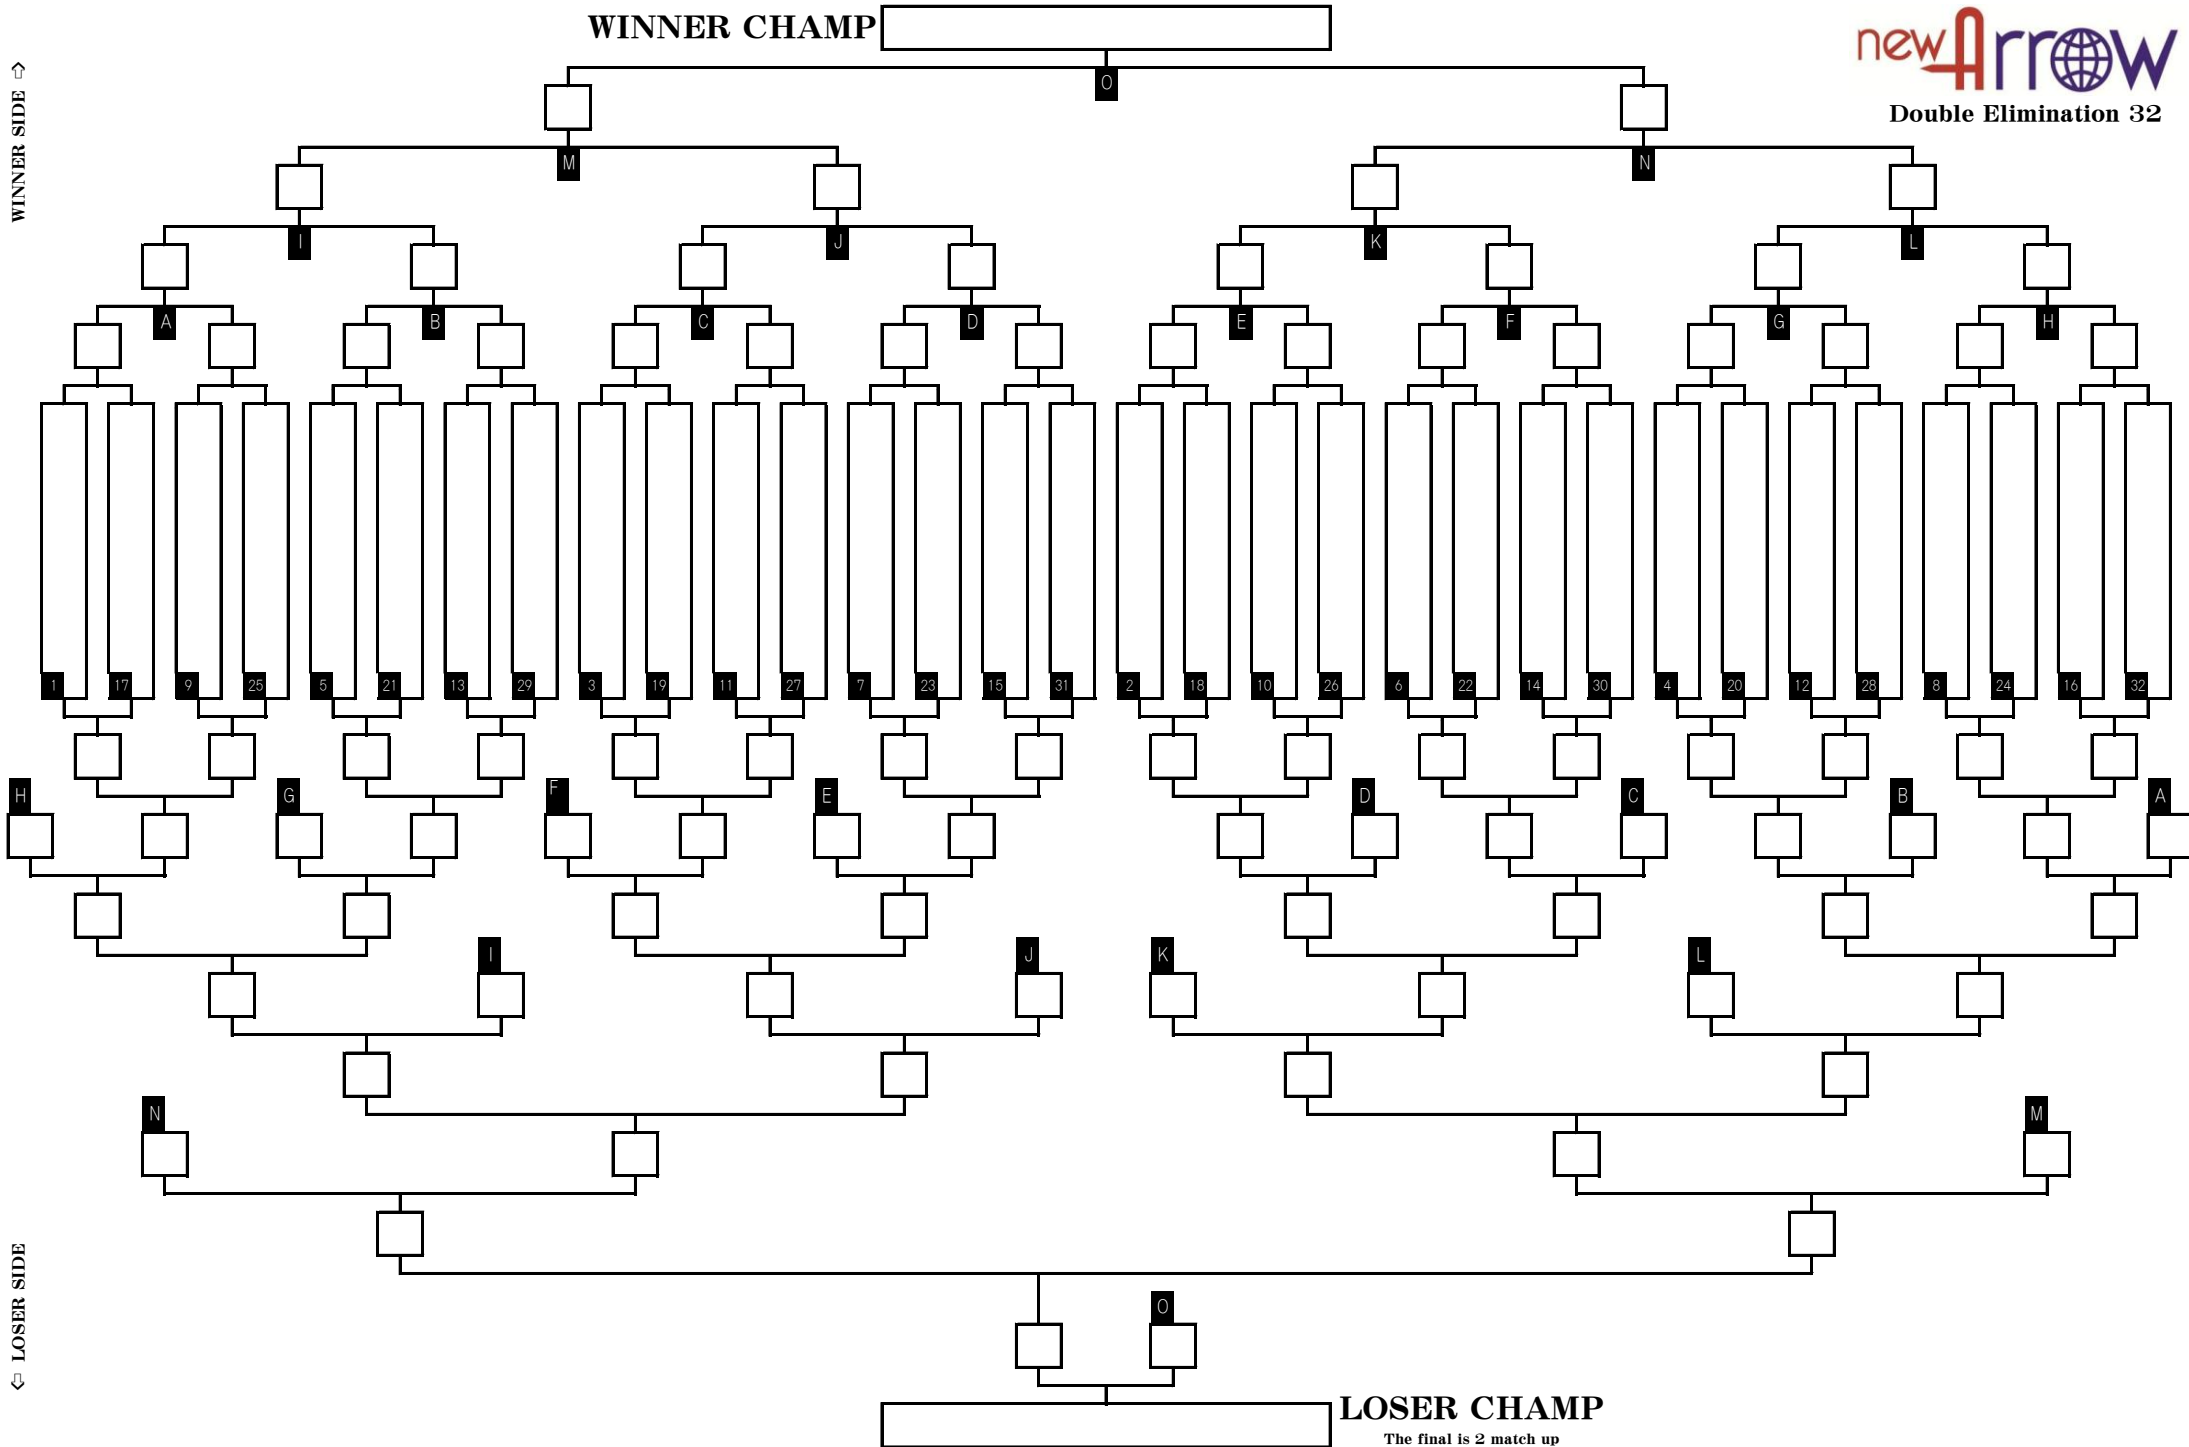 WINNER CHAMP
newArrow
Double Elimination 32
WINNER SIDE ⇨
O
M N
I J K L
A B C D E F G H
1 17 9 25 5 21 13 29 3 19 11 27 7 23 15 31 2 18 10 26 6 22 14 30 4 20 12 28 8 24 16 32
H G F E D C B A
I J K L
N M
⇦ LOSER SIDE
O
LOSER CHAMP
The final is 2 match up